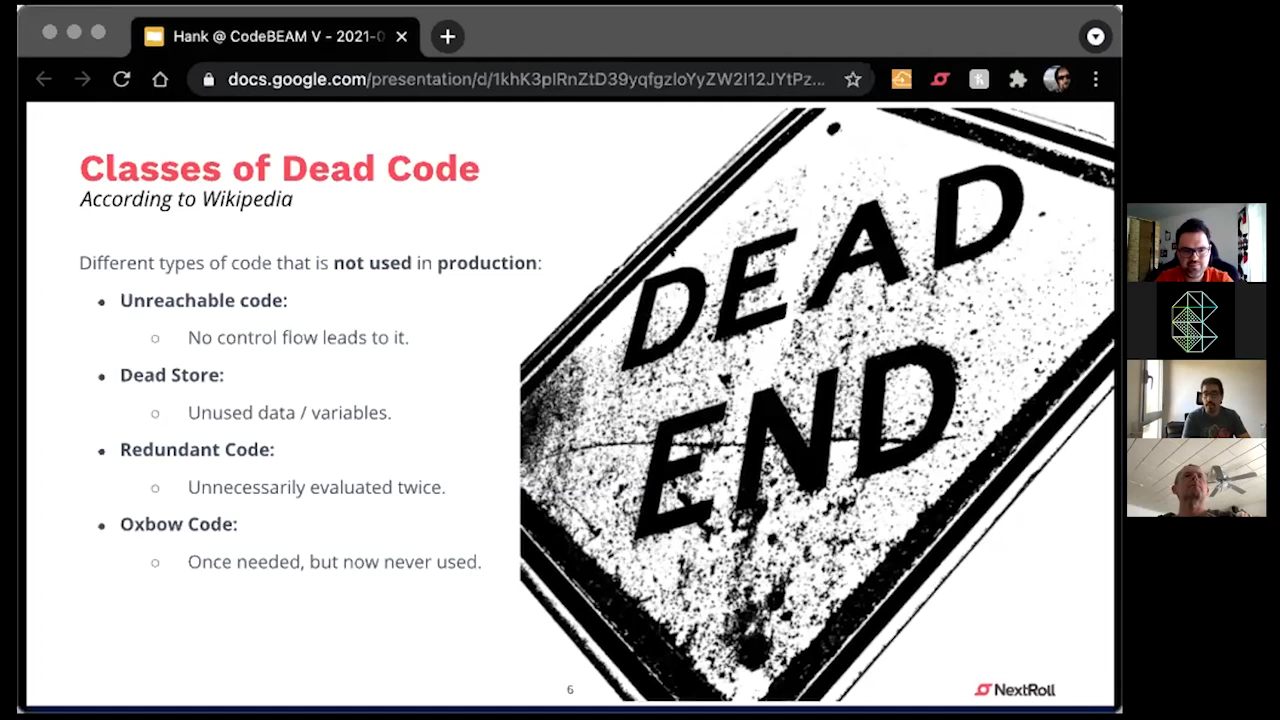 Hank @ CodeBEAM V - 2021-0
docs.google.com/presentation/d/1khK3plRnZtD39yqfgzloYyZW2l12JYtPz...
Classes of Dead Code
According to Wikipedia
Different types of code that is not used in production:
Unreachable code:
No control flow leads to it.
Dead Store:
Unused data / variables.
Redundant Code:
Unnecessarily evaluated twice.
Oxbow Code:
Once needed, but now never used.
DEAD
END
6
NextRoll